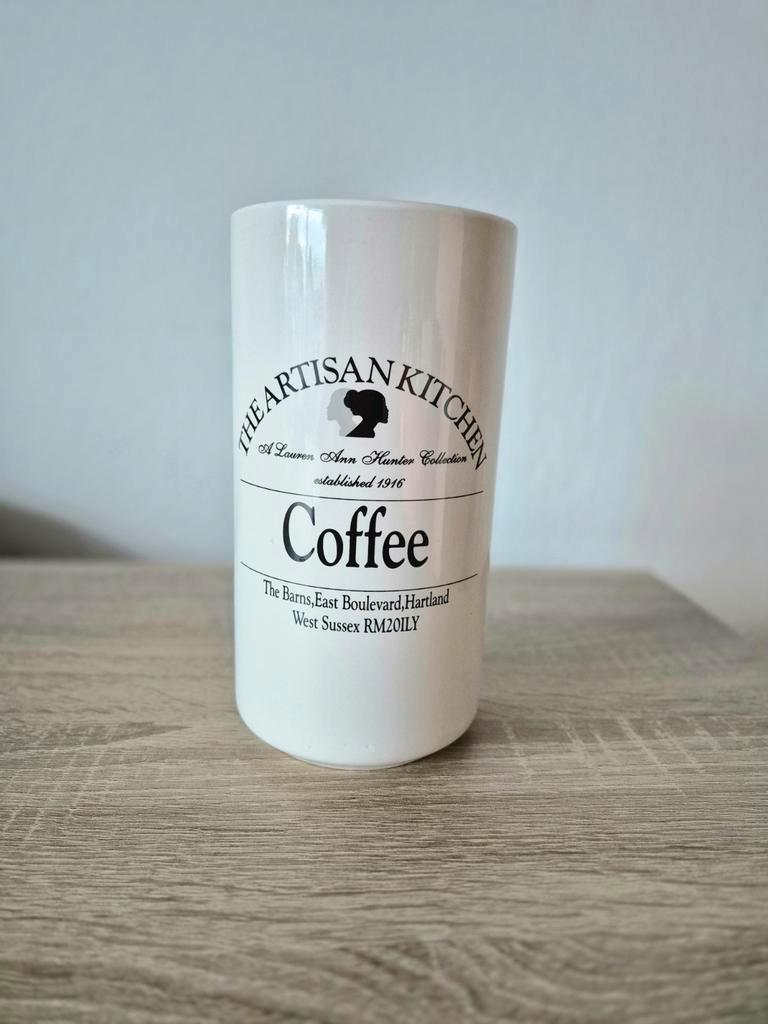 THE ARTISAN KITCHEN
A Lauren Ann Hunter Collection
established 1916
Coffee
The Barns,East Boulevard,Hartland
West Sussex RM20ILY